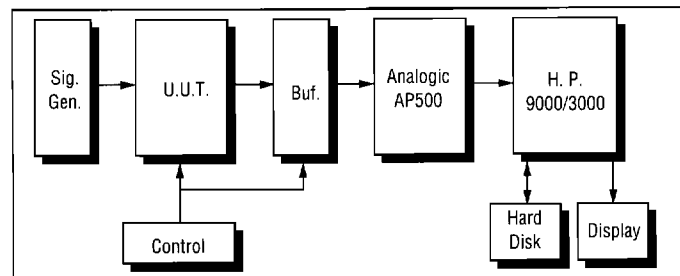 Sig.
Gen.
U.U.T.
Buf.
Analogic
AP500
H. P.
9000/3000
Control
Hard
Disk
Display